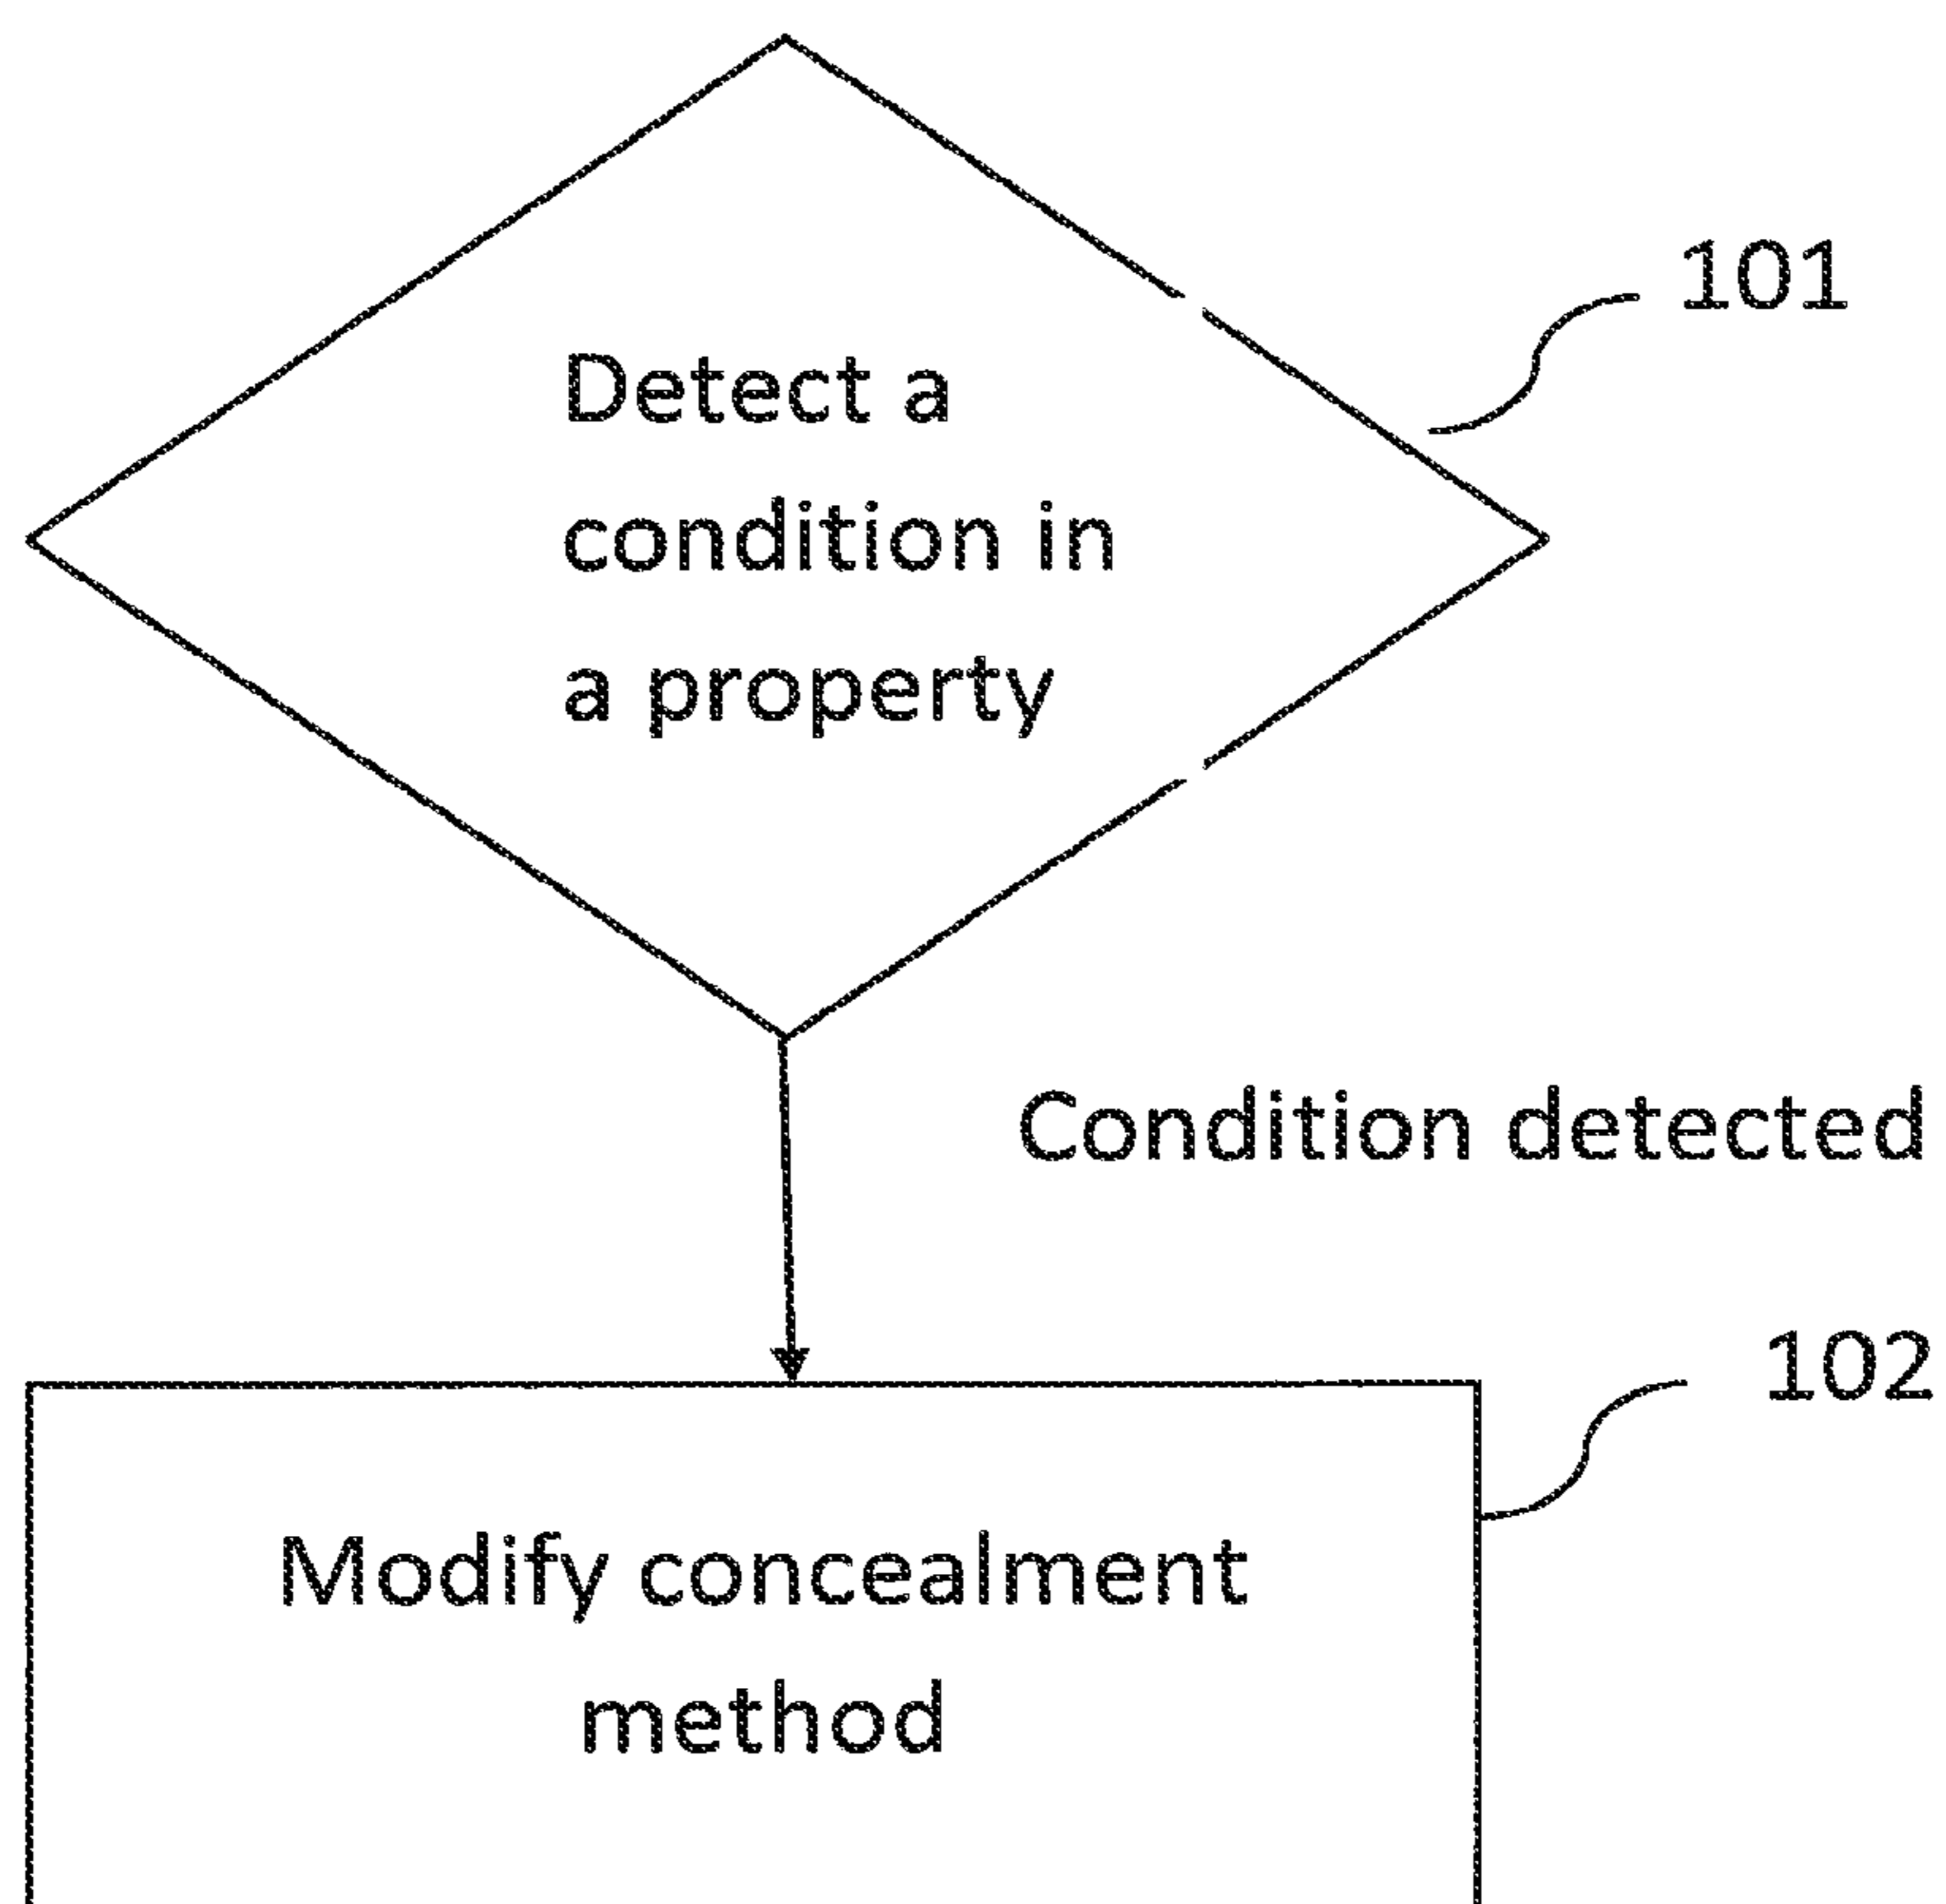 101
Detect a
condition in
a property
Condition detected
102
Modify concealment
method